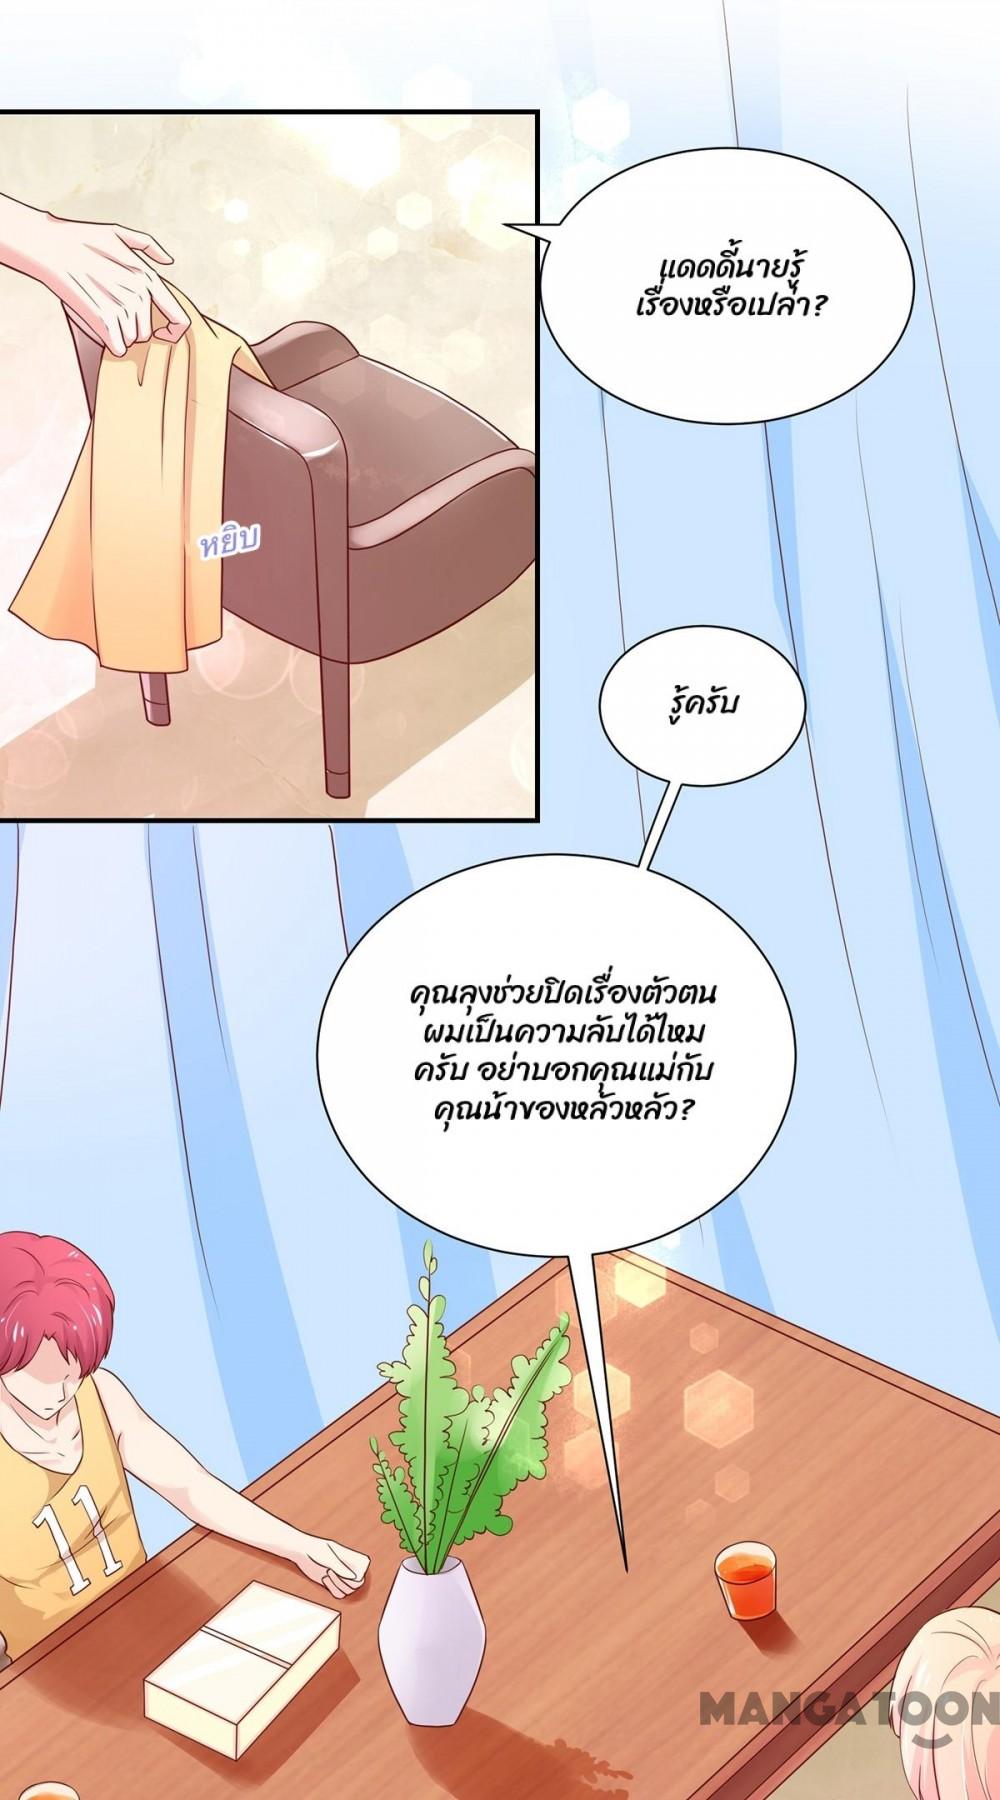 แดดดี้นายรู้
เรื่องหรือเปล่า?
หยิบ
รู้ครับ
คุณลุงช่วยปิดเรื่องตัวตน
ผมเป็นความลับได้ไหม
ครับ อย่าบอกคุณแม่กับ
คุณน้าของหลัวหลัว?
11
MANGATOON